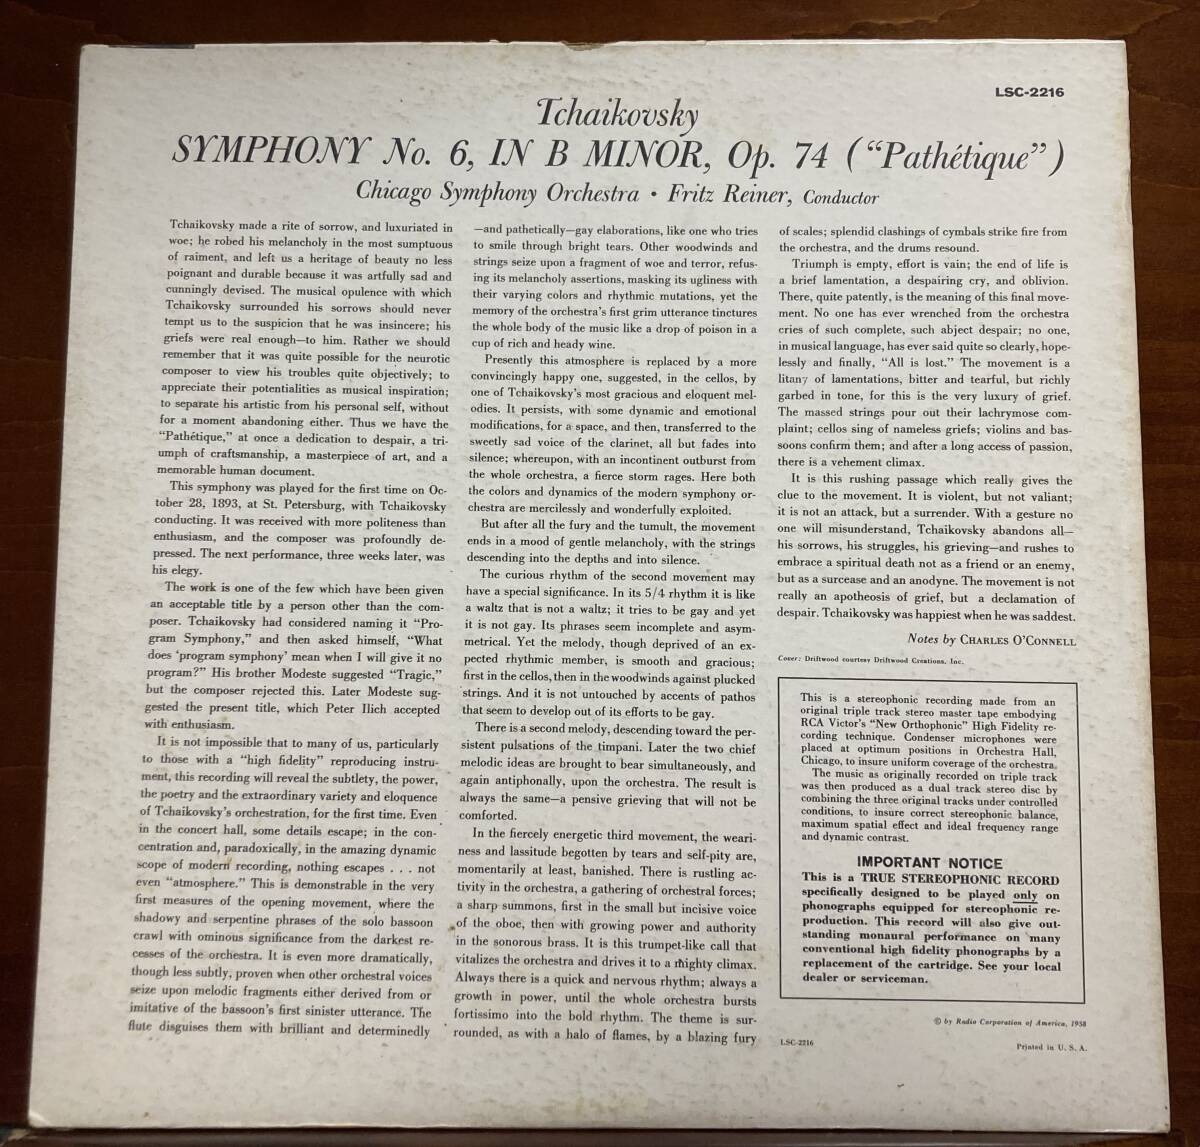 LSC-2216
Tchaikovsky
SYMPHONY No. 6, IN B MINOR, Op. 74 (“Pathétique”)
Chicago Symphony Orchestra • Fritz Reiner, Conductor
Tchaikovsky made a rite of sorrow, and luxuriated in
woe; he robed his melancholy in the most sumptuous
of raiment, and left us a heritage of beauty no less
poignant and durable because it was artfully sad and
cunningly devised. The musical opulence with which
Tchaikovsky surrounded his sorrows should never
tempt us to the suspicion that he was insincere; his
griefs were real enough—to him. Rather we should
remember that it was quite possible for the neurotic
composer to view his troubles quite objectively; to
appreciate their potentialities as musical inspiration;
to separate his artistic from his personal self, without
for a moment abandoning either. Thus we have the
“Pathétique,” at once a dedication to despair, a tri-
umph of craftsmanship, a masterpiece of art, and a
memorable human document.
This symphony was played for the first time on Oc-
tober 28, 1893, at St. Petersburg, with Tchaikovsky
conducting. It was received with more politeness than
enthusiasm, and the composer was profoundly de-
pressed. The next performance, three weeks later, was
his elegy.
The work is one of the few which have been given
an acceptable title by a person other than the com-
poser. Tchaikovsky had considered naming it “Pro-
gram Symphony,” and then asked himself, “What
does ‘program symphony’ mean when I will give it no
program?” His brother Modeste suggested “Tragic,”
but the composer rejected this. Later Modeste sug-
gested the present title, which Peter Ilich accepted
with enthusiasm.
It is not impossible that to many of us, particularly
to those with a “high fidelity” reproducing instru-
ment, this recording will reveal the subtlety, the power,
the poetry and the extraordinary variety and eloquence
of Tchaikovsky’s orchestration, for the first time. Even
in the concert hall, some details escape; in the con-
centration and, paradoxically, in the amazing dynamic
scope of modern recording, nothing escapes . . . not
even “atmosphere.” This is demonstrable in the very
first measures of the opening movement, where the
shadowy and serpentine phrases of the solo bassoon
crawl with ominous significance from the darkest re-
cesses of the orchestra. It is even more dramatically,
though less subtly, proven when other orchestral voices
seize upon melodic fragments either derived from or
imitative of the bassoon’s first sinister utterance. The
flute disguises them with brilliant and determinedly
—and pathetically—gay elaborations, like one who tries
to smile through bright tears. Other woodwinds and
strings seize upon a fragment of woe and terror, refus-
ing its melancholy assertions, masking its ugliness with
their varying colors and rhythmic mutations, yet the
memory of the orchestra’s first grim utterance tinctures
the whole body of the music like a drop of poison in a
cup of rich and heady wine.
Presently this atmosphere is replaced by a more
convincingly happy one, suggested, in the cellos, by
one of Tchaikovsky’s most gracious and eloquent mel-
odies. It persists, with some dynamic and emotional
modifications, for a space, and then, transferred to the
sweetly sad voice of the clarinet, all but fades into
silence; whereupon, with an incontinent outburst from
the whole orchestra, a fierce storm rages. Here both
the colors and dynamics of the modern symphony or-
chestra are mercilessly and wonderfully exploited.
But after all the fury and the tumult, the movement
ends in a mood of gentle melancholy, with the strings
descending into the depths and into silence.
The curious rhythm of the second movement may
have a special significance. In its 5/4 rhythm it is like
a waltz that is not a waltz; it tries to be gay and yet
it is not gay. Its phrases seem incomplete and asym-
metrical. Yet the melody, though deprived of an ex-
pected rhythmic member, is smooth and gracious;
first in the cellos, then in the woodwinds against plucked
strings. And it is not untouched by accents of pathos
that seem to develop out of its efforts to be gay.
There is a second melody, descending toward the per-
sistent pulsations of the timpani. Later the two chief
melodic ideas are brought to bear simultaneously, and
again antiphonally, upon the orchestra. The result is
always the same—a pensive grieving that will not be
comforted.
In the fiercely energetic third movement, the weari-
ness and lassitude begotten by tears and self-pity are,
momentarily at least, banished. There is rustling ac-
tivity in the orchestra, a gathering of orchestral forces;
a sharp summons, first in the small but incisive voice
of the oboe, then with growing power and authority
in the sonorous brass. It is this trumpet-like call that
vitalizes the orchestra and drives it to a mighty climax.
Always there is a quick and nervous rhythm; always a
growth in power, until the whole orchestra bursts
fortissimo into the bold rhythm. The theme is sur-
rounded, as with a halo of flames, by a blazing fury
of scales; splendid clashings of cymbals strike fire from
the orchestra, and the drums resound.
Triumph is empty, effort is vain; the end of life is
a brief lamentation, a despairing cry, and oblivion.
There, quite patently, is the meaning of this final move-
ment. No one has ever wrenched from the orchestra
cries of such complete, such abject despair; no one,
in musical language, has ever said quite so clearly, hope-
lessly and finally, “All is lost.” The movement is a
litany of lamentations, bitter and tearful, but richly
garbed in tone, for this is the very luxury of grief.
The massed strings pour out their lachrymose com-
plaint; cellos sing of nameless griefs; violins and bas-
soons confirm them; and after a long access of passion,
there is a vehement climax.
It is this rushing passage which really gives the
clue to the movement. It is violent, but not valiant;
it is not an attack, but a surrender. With a gesture no
one will misunderstand, Tchaikovsky abandons all—
his sorrows, his struggles, his grieving—and rushes to
embrace a spiritual death not as a friend or an enemy,
but as a surcease and an anodyne. The movement is not
really an apotheosis of grief, but a declamation of
despair. Tchaikovsky was happiest when he was saddest.
Notes by CHARLES O’CONNELL
Cover: Driftwood courtesy Driftwood Creations, Inc.
This is a stereophonic recording made from an
original triple track stereo master tape embodying
RCA Victor’s “New Orthophonic” High Fidelity re-
cording technique. Condenser microphones were
placed at optimum positions in Orchestra Hall,
Chicago, to insure uniform coverage of the orchestra.
The music as originally recorded on triple track
was then produced as a dual track stereo disc by
combining the three original tracks under controlled
conditions, to insure correct stereophonic balance,
maximum spatial effect and ideal frequency range
and dynamic contrast.
IMPORTANT NOTICE
This is a TRUE STEREOPHONIC RECORD
specifically designed to be played only on
phonographs equipped for stereophonic re-
production. This record will also give out-
standing monaural performance on many
conventional high fidelity phonographs by a
replacement of the cartridge. See your local
dealer or serviceman.
© by Radio Corporation of America, 1958
LSC-2216
Printed in U. S. A.